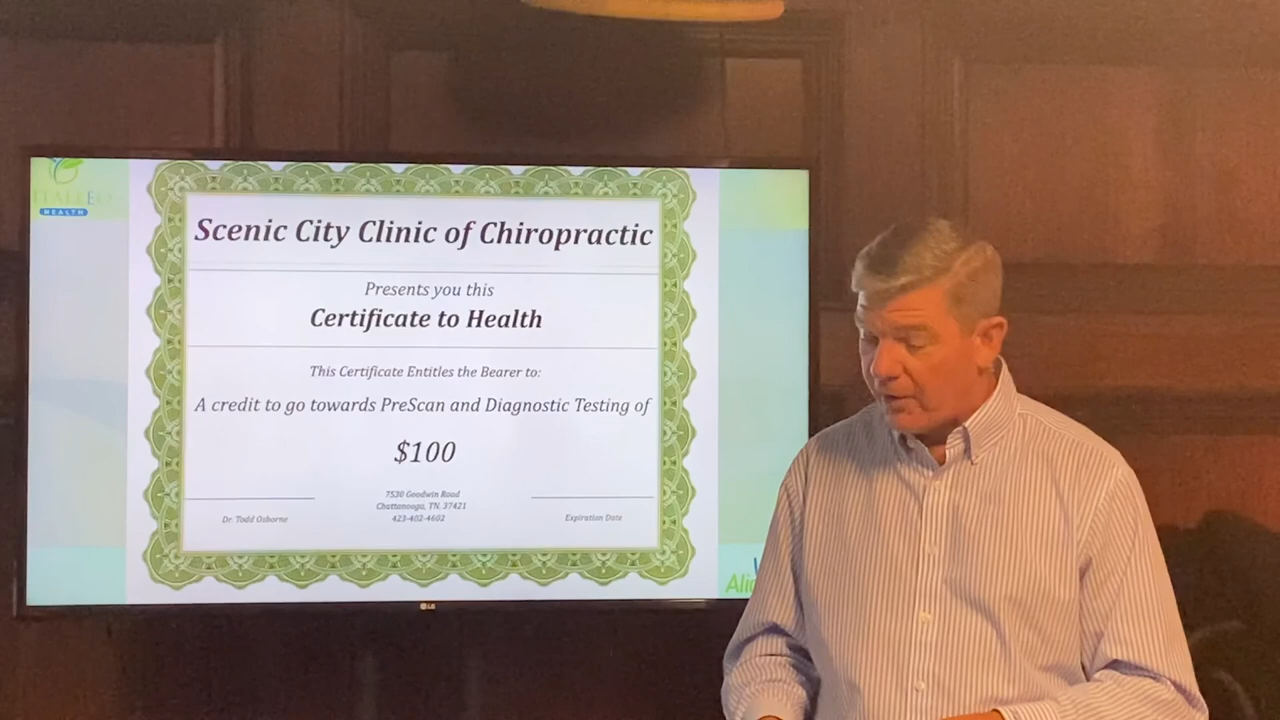 HEALTH
Scenic City Clinic of Chiropractic
Presents you this
Certificate to Health
This Certificate Entitles the Bearer to:
A credit to go towards PreScan and Diagnostic Testing of
$100
7530 Goodwin Road
Chattanooga, TN, 37421
423-402-4602
Dr. Todd Osborne
Expiration Date
LG